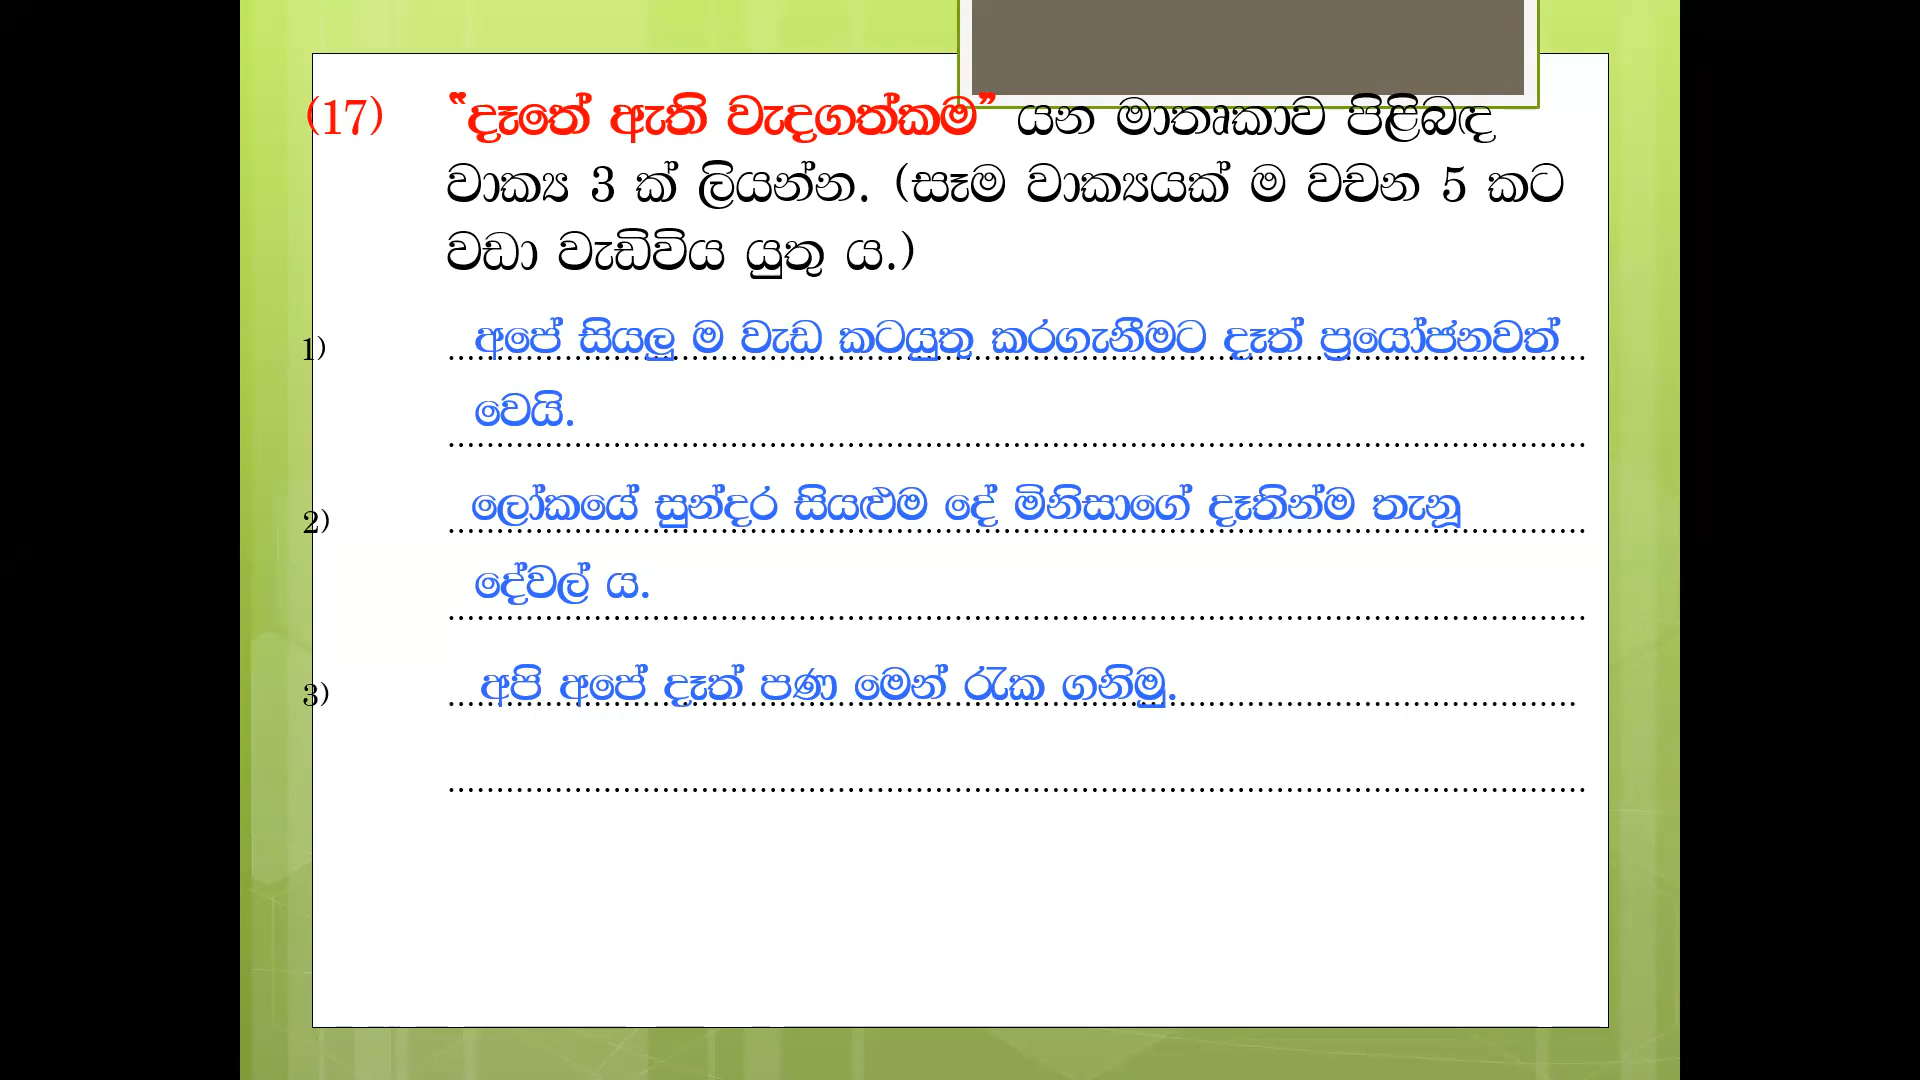 (17) “දෑතේ ඇති වැදගත්කම” යන මාතෘකාව පිළිබඳ
වාක්‍ය 3 ක් ලියන්න. (සෑම වාක්‍යයක් ම වචන 5 කට
වඩා වැඩිවිය යුතු ය.)
1) අපේ සියලු ම වැඩ කටයුතු කරගැනීමට දෑත් ප්‍රයෝජනවත්
වෙයි.
2) ලෝකයේ සුන්දර සියළුම දේ මිනිසාගේ දෑතින්ම තැනූ
දේවල් ය.
3) අපි අපේ දෑත් පණ මෙන් රැක ගනිමු.